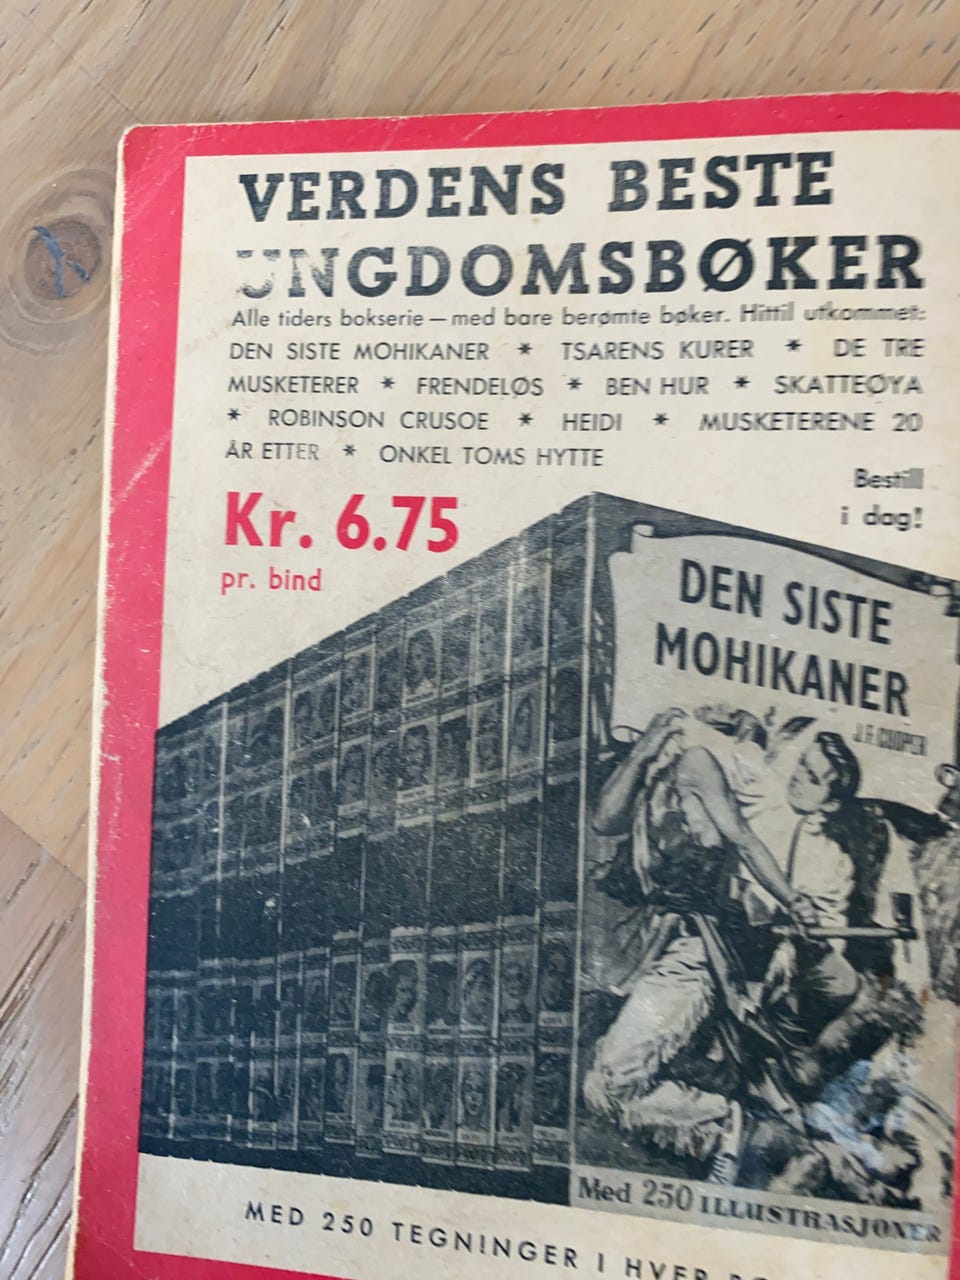 VERDENS BESTE
UNGDOMSBØKER
Alle tiders bokserie — med bare berømte bøker. Hittil utkommet:
DEN SISTE MOHIKANER * TSARENS KURER * DE TRE
MUSKETERER * FRENDELØS * BEN HUR * SKATTEØYA
* ROBINSON CRUSOE * HEIDI * MUSKETERENE 20
ÅR ETTER * ONKEL TOMS HYTTE
Bestill
i dag!
Kr. 6.75
pr. bind
DEN SISTE
MOHIKANER
J.F. COOPER
Med 250 ILLUSTRASJONER
MED 250 TEGNINGER I HVER